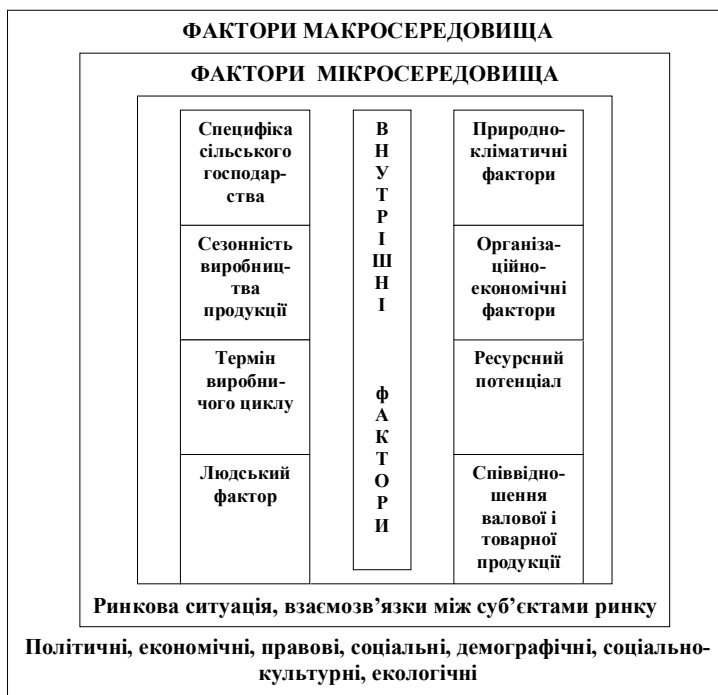 ФАКТОРИ МАКРОСЕРЕДОВИЩА
ФАКТОРИ МІКРОСЕРЕДОВИЩА
Специфіка
сільського
господар-
ства
Сезонність
виробниц-
тва
продукції
Термін
виробни-
чого циклу
Людський
фактор
В
Н
У
Т
Р
І
Ш
Н
І
ф
А
К
Т
О
Р
И
Природно-
кліматичні
фактори
Організа-
ційно-
економічні
фактори
Ресурсний
потенціал
Співвідно-
шення
валової і
товарної
продукції
Ринкова ситуація, взаємозв’язки між суб’єктами ринку
Політичні, економічні, правові, соціальні, демографічні, соціально-
культурні, екологічні